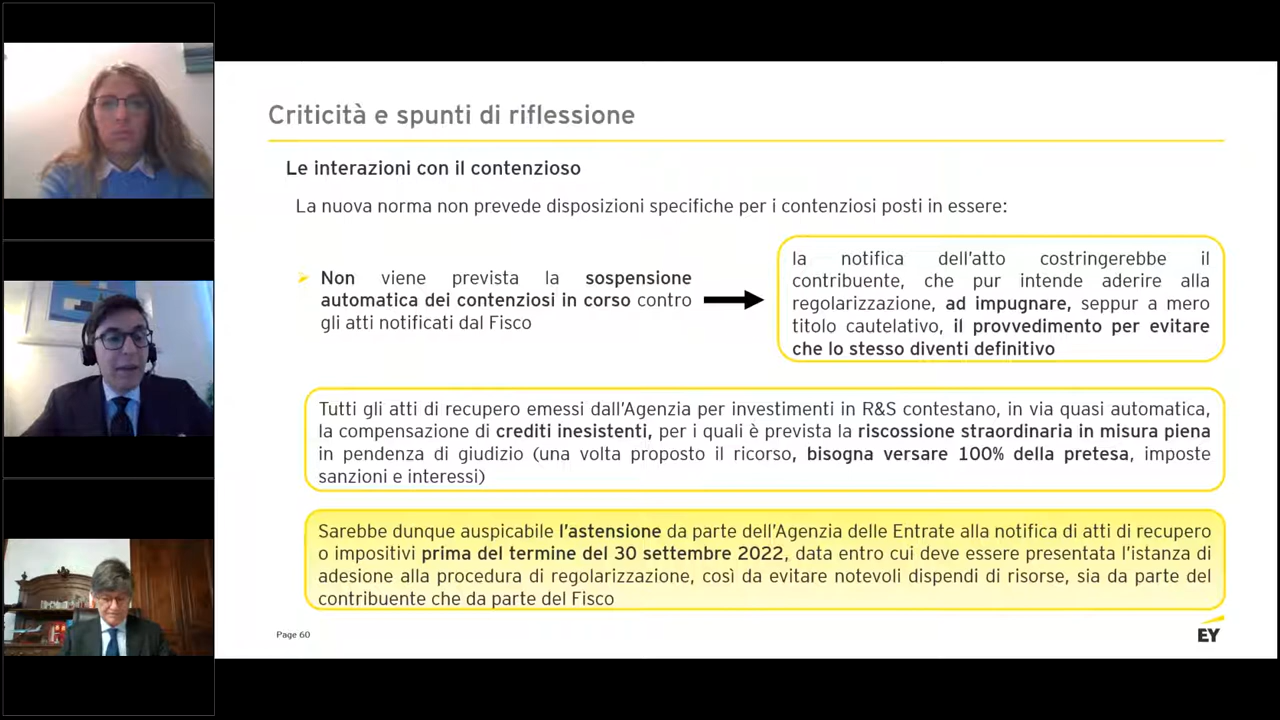 Criticità e spunti di riflessione
Le interazioni con il contenzioso
La nuova norma non prevede disposizioni specifiche per i contenziosi posti in essere:
Non viene prevista la sospensione
automatica dei contenziosi in corso contro
gli atti notificati dal Fisco
la notifica dell'atto costringerebbe il
contribuente, che pur intende aderire alla
regolarizzazione, ad impugnare, seppur a mero
titolo cautelativo, il provvedimento per evitare
che lo stesso diventi definitivo
Tutti gli atti di recupero emessi dall'Agenzia per investimenti in R&S contestano, in via quasi automatica,
la compensazione di crediti inesistenti, per i quali è prevista la riscossione straordinaria in misura piena
in pendenza di giudizio (una volta proposto il ricorso, bisogna versare 100% della pretesa, imposte
sanzioni e interessi)
Sarebbe dunque auspicabile l'astensione da parte dell'Agenzia delle Entrate alla notifica di atti di recupero
o impositivi prima del termine del 30 settembre 2022, data entro cui deve essere presentata l'istanza di
adesione alla procedura di regolarizzazione, così da evitare notevoli dispendi di risorse, sia da parte del
contribuente che da parte del Fisco
Page 60
EY